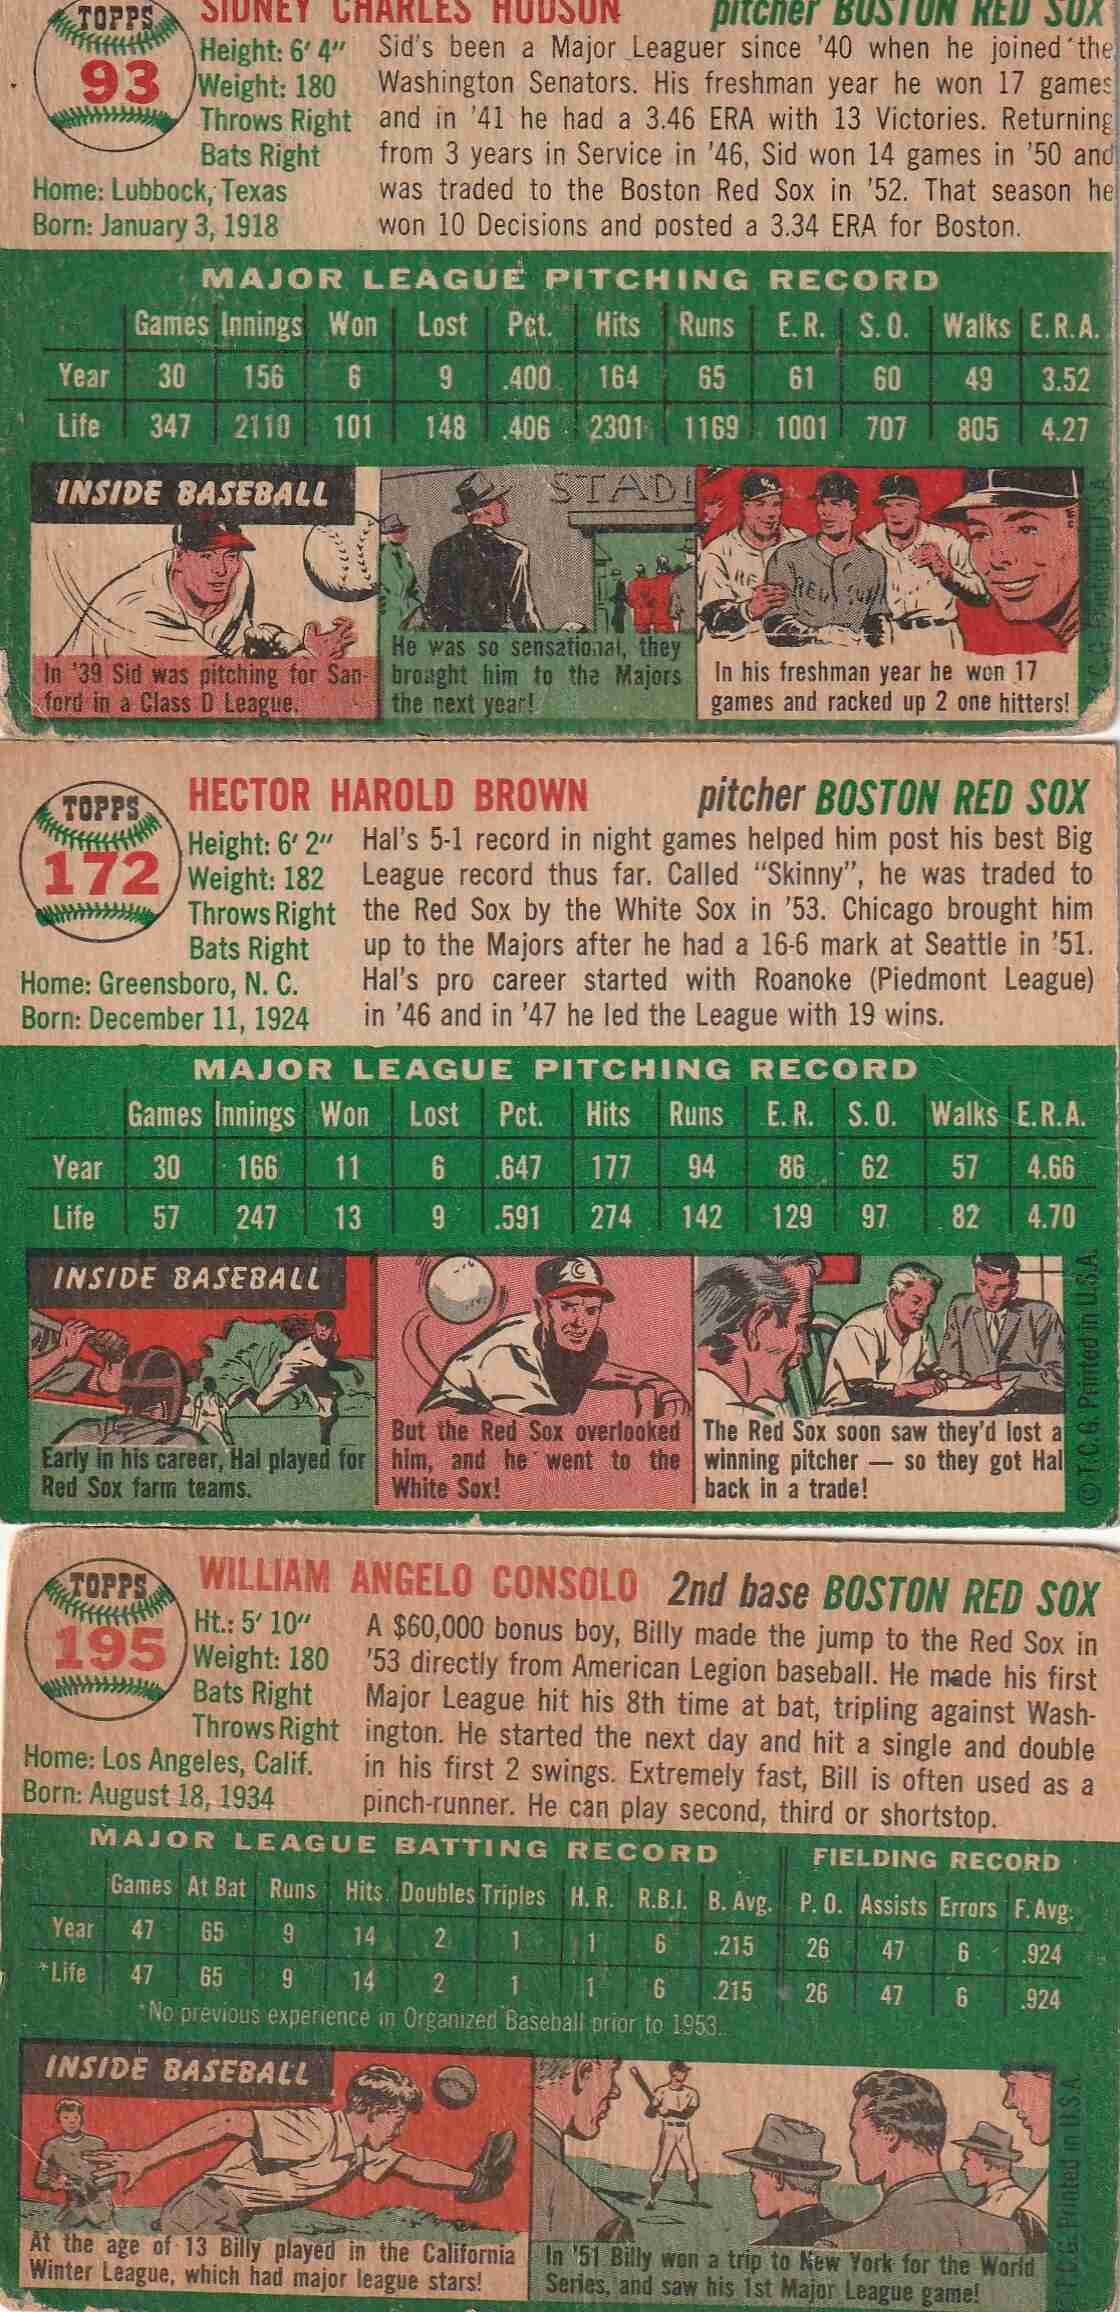 TOPPS
93
SIDNEY CHARLES HUDSON
pitcher BOSTON RED SOX
Height: 6' 4"
Weight: 180
Throws Right
Bats Right
Home: Lubbock, Texas
Born: January 3, 1918
Sid's been a Major Leaguer since '40 when he joined the
Washington Senators. His freshman year he won 17 games
and in '41 he had a 3.46 ERA with 13 Victories. Returning
from 3 years in Service in '46, Sid won 14 games in '50 and
was traded to the Boston Red Sox in '52. That season he
won 10 Decisions and posted a 3.34 ERA for Boston.
MAJOR LEAGUE PITCHING RECORD
Games Innings Won Lost Pct. Hits Runs E.R. S.O. Walks E.R.A.
Year 30 156 6 9 .400 164 65 61 60 49 3.52
Life 347 2110 101 148 .406 2301 1169 1001 707 805 4.27
INSIDE BASEBALL
STADI
RED SOX
In '39 Sid was pitching for San-
ford in a Class D League.
He was so sensational, they
brought him to the Majors
the next year!
In his freshman year he won 17
games and racked up 2 one hitters!
T.C.G. Printed in U.S.A.
TOPPS
172
HECTOR HAROLD BROWN
pitcher BOSTON RED SOX
Height: 6' 2"
Weight: 182
Throws Right
Bats Right
Home: Greensboro, N. C.
Born: December 11, 1924
Hal's 5-1 record in night games helped him post his best Big
League record thus far. Called "Skinny", he was traded to
the Red Sox by the White Sox in '53. Chicago brought him
up to the Majors after he had a 16-6 mark at Seattle in '51.
Hal's pro career started with Roanoke (Piedmont League)
in '46 and in '47 he led the League with 19 wins.
MAJOR LEAGUE PITCHING RECORD
Games Innings Won Lost Pct. Hits Runs E.R. S.O. Walks E.R.A.
Year 30 166 11 6 .647 177 94 86 62 57 4.66
Life 57 247 13 9 .591 274 142 129 97 82 4.70
INSIDE BASEBALL
C
Early in his career, Hal played for
Red Sox farm teams.
But the Red Sox overlooked
him, and he went to the
White Sox!
The Red Sox soon saw they'd lost a
winning pitcher — so they got Hal
back in a trade!
© T.C.G. Printed in U.S.A.
TOPPS
195
WILLIAM ANGELO CONSOLO
2nd base BOSTON RED SOX
Ht.: 5' 10"
Weight: 180
Bats Right
Throws Right
Home: Los Angeles, Calif.
Born: August 18, 1934
A $60,000 bonus boy, Billy made the jump to the Red Sox in
'53 directly from American Legion baseball. He made his first
Major League hit his 8th time at bat, tripling against Wash-
ington. He started the next day and hit a single and double
in his first 2 swings. Extremely fast, Bill is often used as a
pinch-runner. He can play second, third or shortstop.
MAJOR LEAGUE BATTING RECORD FIELDING RECORD
Games At Bat Runs Hits Doubles Triples H. R. R.B.I. B. Avg. P. O. Assists Errors F. Avg.
Year 47 65 9 14 2 1 1 6 .215 26 47 6 .924
*Life 47 65 9 14 2 1 1 6 .215 26 47 6 .924
*No previous experience in Organized Baseball prior to 1953.
INSIDE BASEBALL
At the age of 13 Billy played in the California
Winter League, which had major league stars!
In '51 Billy won a trip to New York for the World
Series, and saw his 1st Major League game!
T.C.G. Printed in U.S.A.